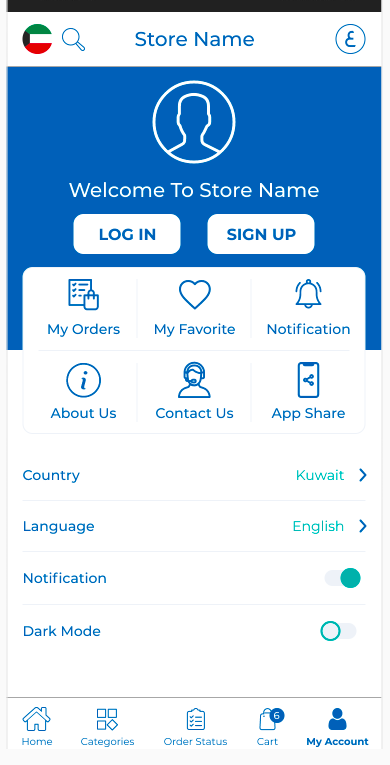 Store Name
ع
Welcome To Store Name
LOG IN
SIGN UP
My Orders
My Favorite
Notification
About Us
Contact Us
App Share
Country
Kuwait
Language
English
Notification
Dark Mode
6
Home
Categories
Order Status
Cart
My Account